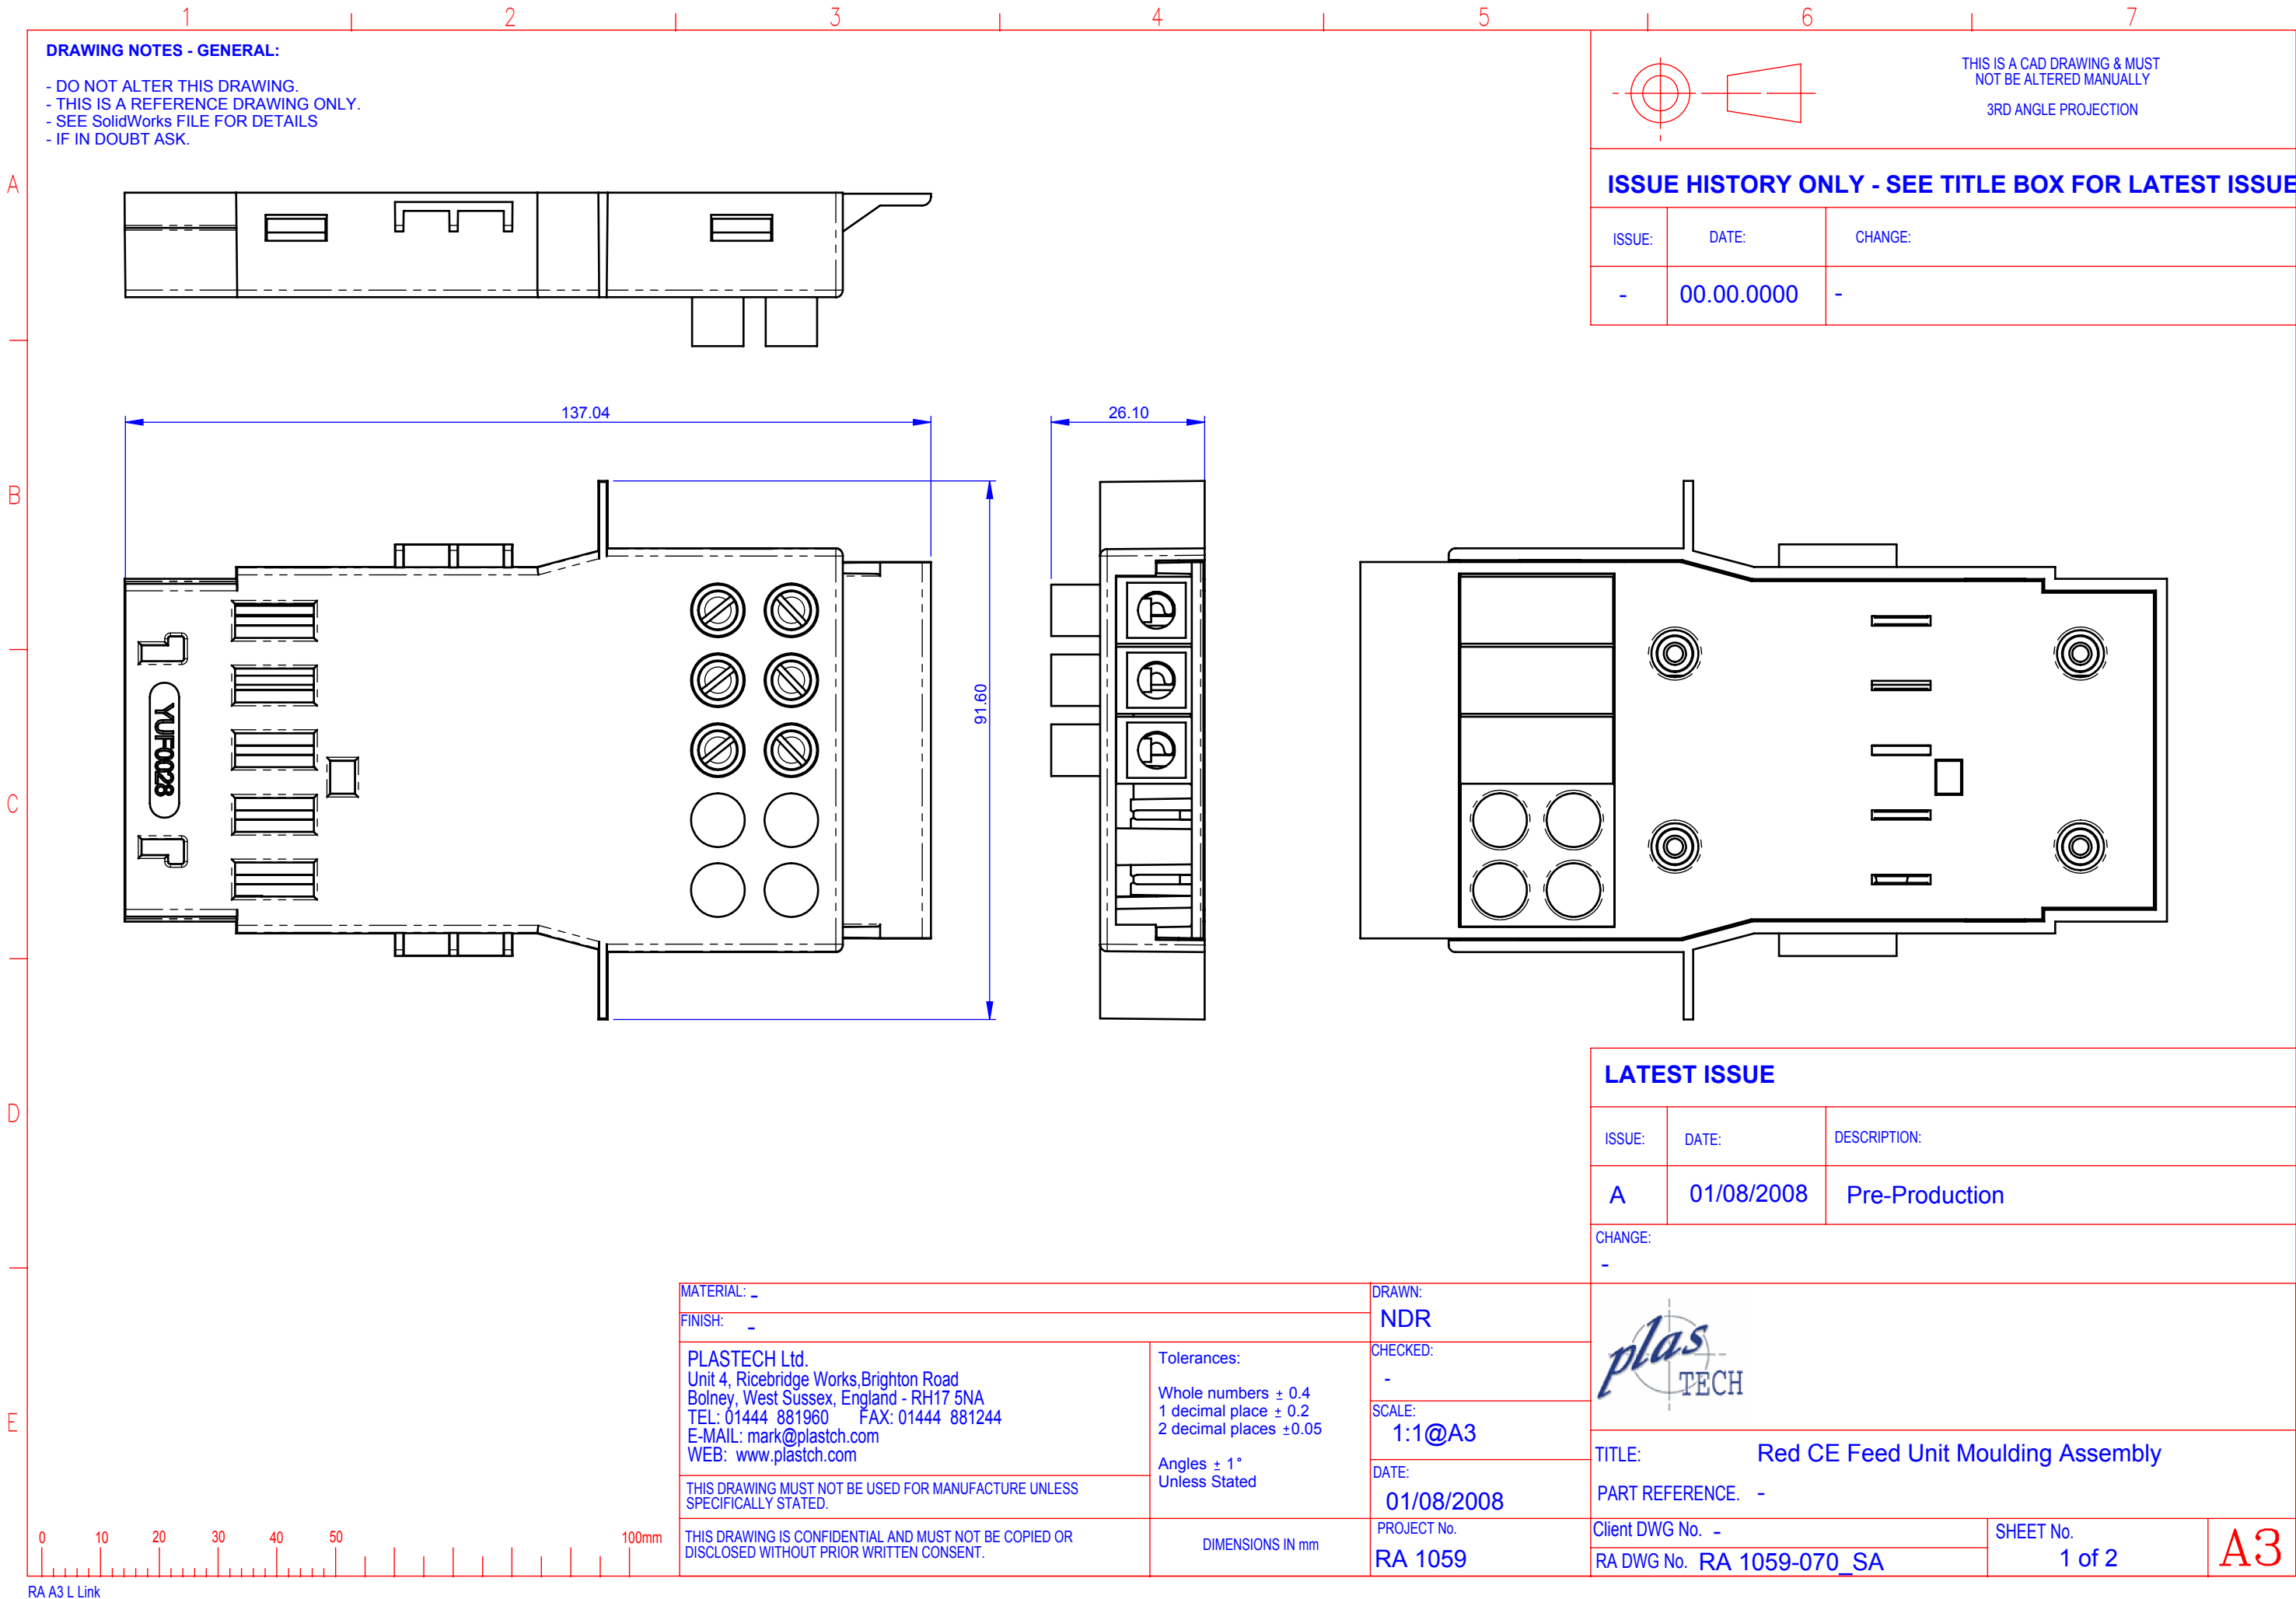 1 2 3 4 5 6 7
DRAWING NOTES - GENERAL:
- DO NOT ALTER THIS DRAWING.
- THIS IS A REFERENCE DRAWING ONLY.
- SEE SolidWorks FILE FOR DETAILS
- IF IN DOUBT ASK.
THIS IS A CAD DRAWING & MUST
NOT BE ALTERED MANUALLY
3RD ANGLE PROJECTION
ISSUE HISTORY ONLY - SEE TITLE BOX FOR LATEST ISSUE
ISSUE: DATE: CHANGE:
- 00.00.0000 -
A
B
C
D
E
137.04
26.10
91.60
YUF0028
LATEST ISSUE
ISSUE: DATE: DESCRIPTION:
A 01/08/2008 Pre-Production
CHANGE:
-
MATERIAL: -
FINISH: -
PLASTECH Ltd.
Unit 4, Ricebridge Works,Brighton Road
Bolney, West Sussex, England - RH17 5NA
TEL: 01444 881960 FAX: 01444 881244
E-MAIL: mark@plastch.com
WEB: www.plastch.com
THIS DRAWING MUST NOT BE USED FOR MANUFACTURE UNLESS
SPECIFICALLY STATED.
THIS DRAWING IS CONFIDENTIAL AND MUST NOT BE COPIED OR
DISCLOSED WITHOUT PRIOR WRITTEN CONSENT.
Tolerances:
Whole numbers ± 0.4
1 decimal place ± 0.2
2 decimal places ±0.05
Angles ± 1°
Unless Stated
DIMENSIONS IN mm
DRAWN:
NDR
CHECKED:
-
SCALE:
1:1@A3
DATE:
01/08/2008
PROJECT No.
RA 1059
plas
TECH
TITLE: Red CE Feed Unit Moulding Assembly
PART REFERENCE. -
Client DWG No. -
RA DWG No. RA 1059-070_SA
SHEET No.
1 of 2
A3
0 10 20 30 40 50 100mm
RA A3 L Link